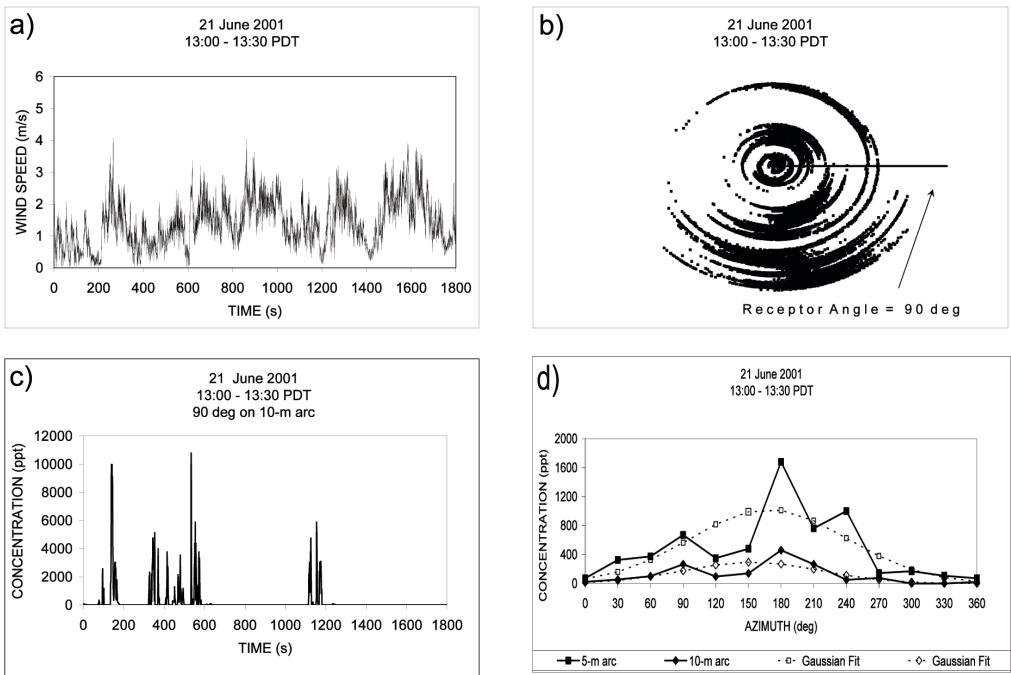 a)
21 June 2001
13:00 - 13:30 PDT
WIND SPEED (m/s)
6
5
4
3
2
1
0
0 200 400 600 800 1000 1200 1400 1600 1800
TIME (s)
b)
21 June 2001
13:00 - 13:30 PDT
Receptor Angle = 90 deg
c)
21 June 2001
13:00 - 13:30 PDT
90 deg on 10-m arc
CONCENTRATION (ppt)
12000
10000
8000
6000
4000
2000
0
0 200 400 600 800 1000 1200 1400 1600 1800
TIME (s)
d)
21 June 2001
13:00 - 13:30 PDT
CONCENTRATION (ppt)
2000
1600
1200
800
400
0
0 30 60 90 120 150 180 210 240 270 300 330 360
AZIMUTH (deg)
5-m arc 10-m arc Gaussian Fit Gaussian Fit